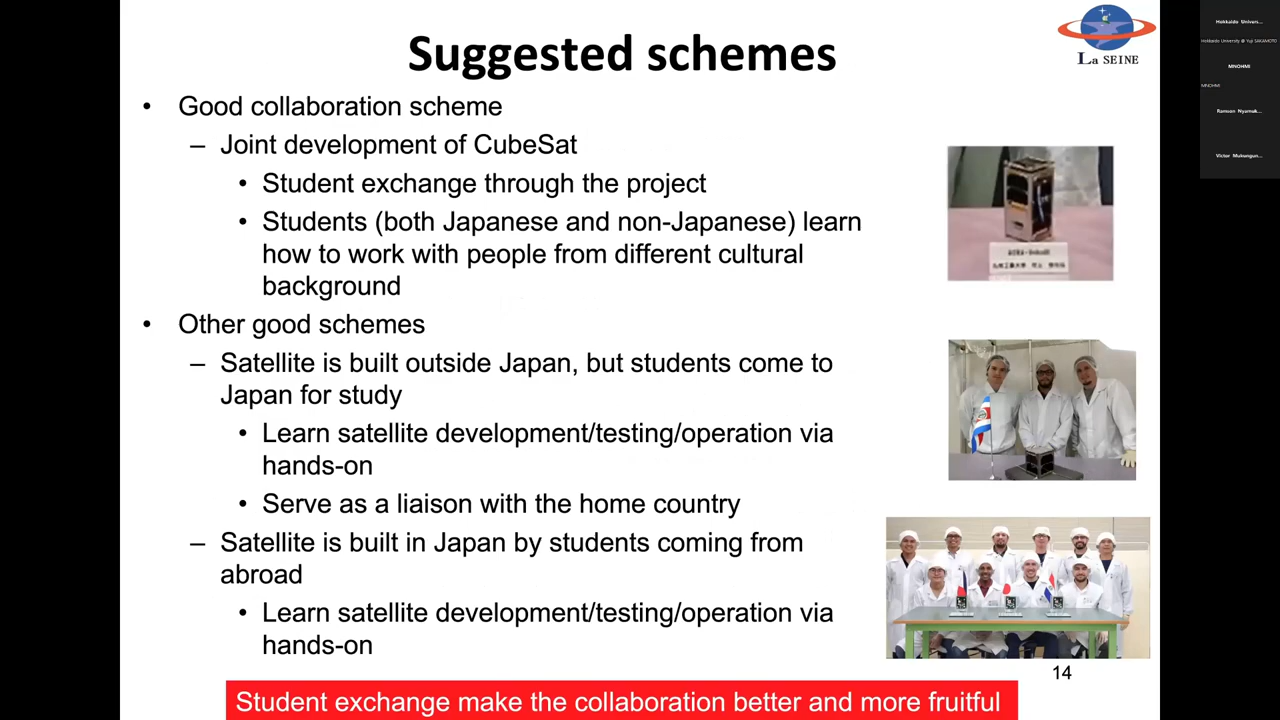 Suggested schemes
La SEINE
• Good collaboration scheme
– Joint development of CubeSat
• Student exchange through the project
• Students (both Japanese and non-Japanese) learn
how to work with people from different cultural
background
• Other good schemes
– Satellite is built outside Japan, but students come to
Japan for study
• Learn satellite development/testing/operation via
hands-on
• Serve as a liaison with the home country
– Satellite is built in Japan by students coming from
abroad
• Learn satellite development/testing/operation via
hands-on
14
Student exchange make the collaboration better and more fruitful
Hokkaido Univers...
Hokkaido University @ Yuji SAKAMOTO
MNOHMI
MNOHMI
Ramson Nyamuk...
Victor Mukungun...